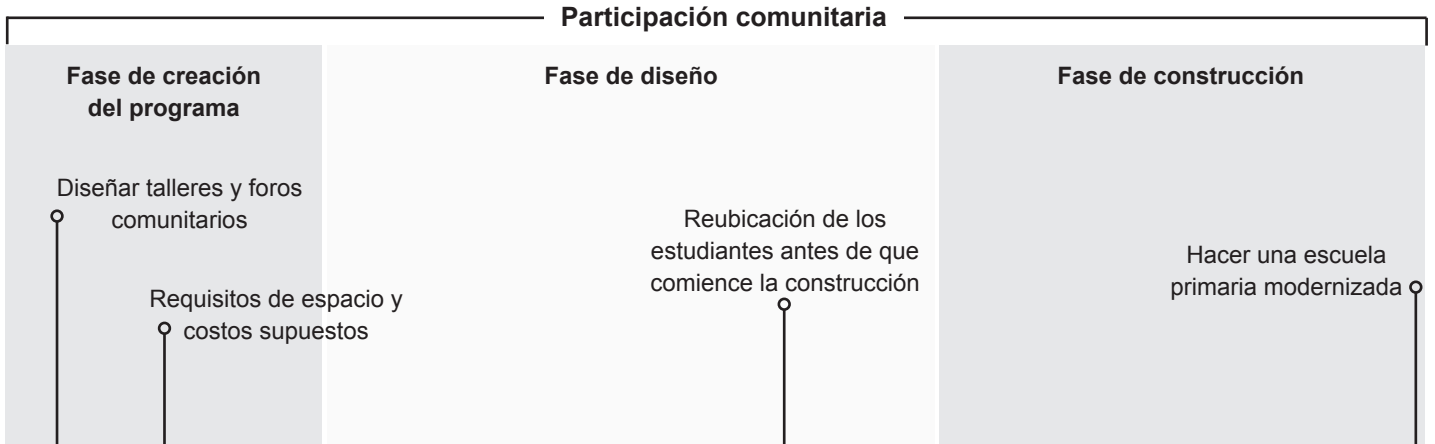 Participación comunitaria
Fase de creación
del programa
Fase de diseño
Fase de construcción
Diseñar talleres y foros
comunitarios
Requisitos de espacio y
costos supuestos
Reubicación de los
estudiantes antes de que
comience la construcción
Hacer una escuela
primaria modernizada